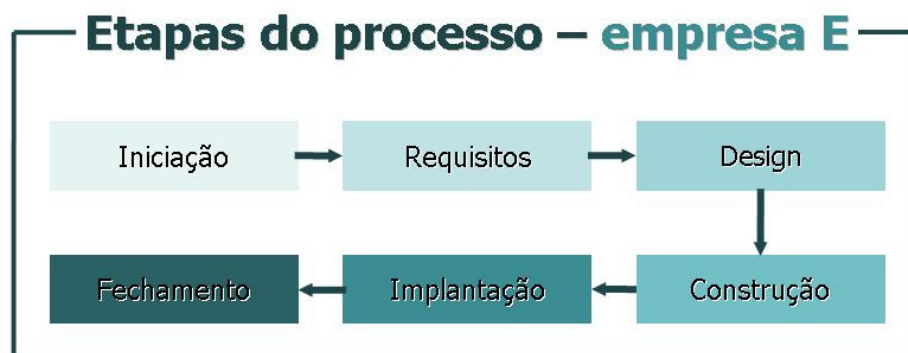 Etapas do processo – empresa E
Iniciação
Requisitos
Design
Construção
Implantação
Fechamento